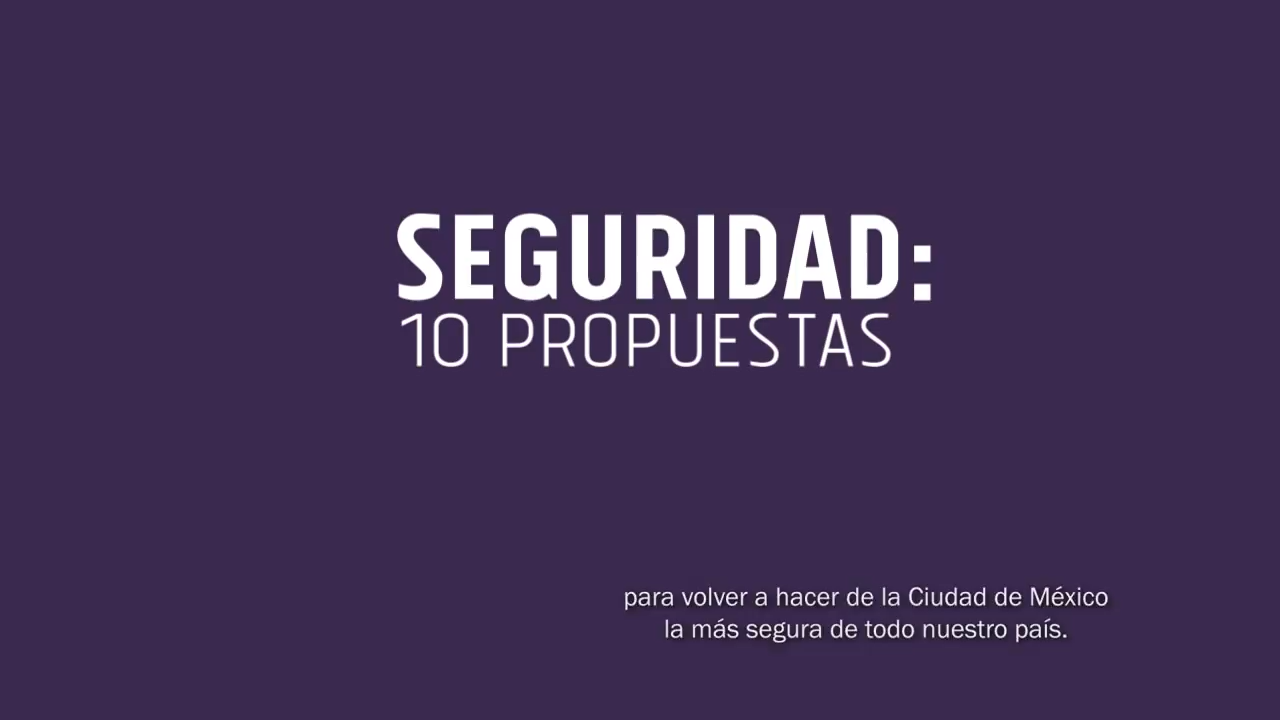 SEGURIDAD:
10 PROPUESTAS
para volver a hacer de la Ciudad de México
la más segura de todo nuestro país.